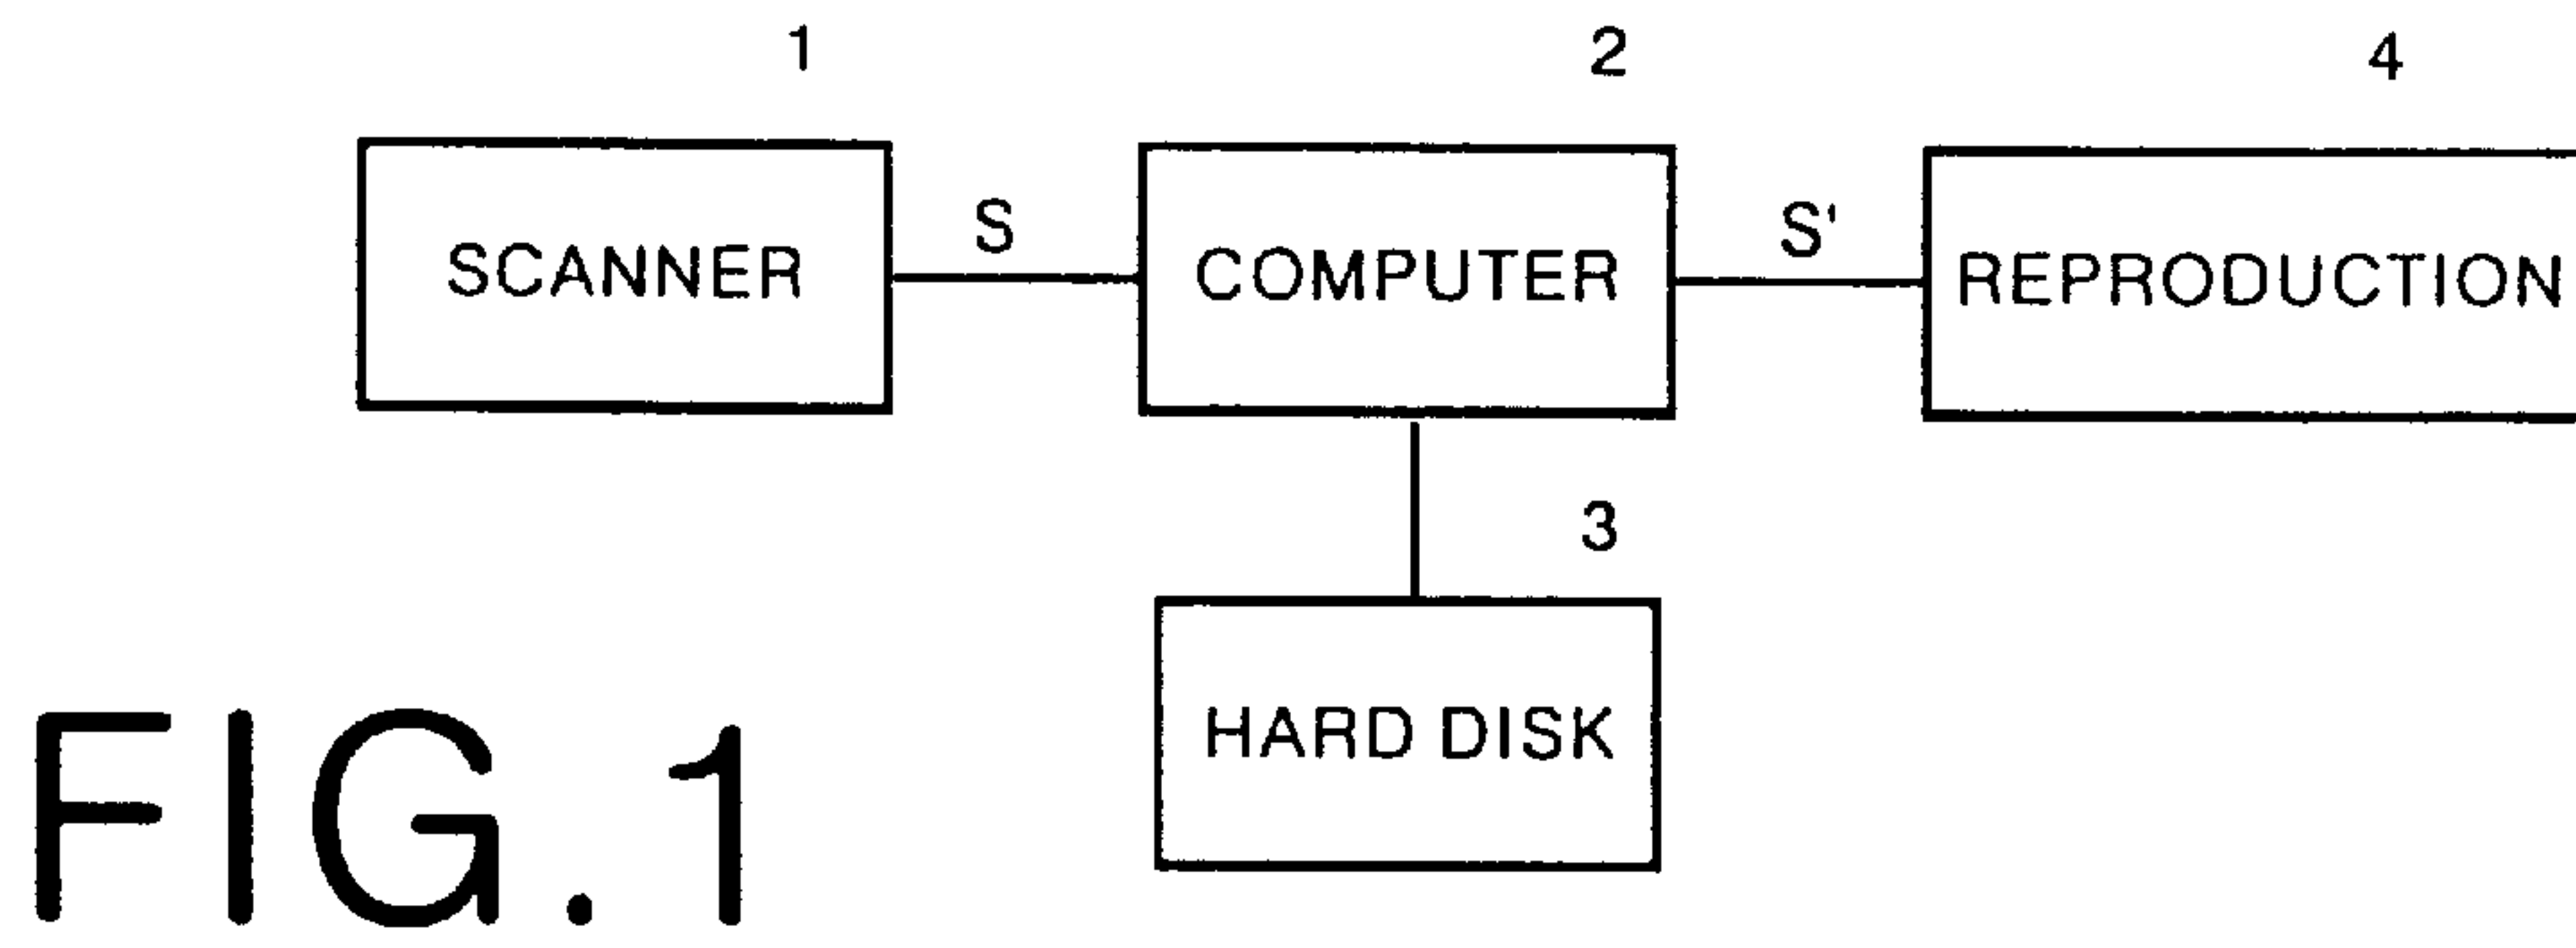 1 2 4
S S'
SCANNER COMPUTER REPRODUCTION
3
HARD DISK
FIG.1